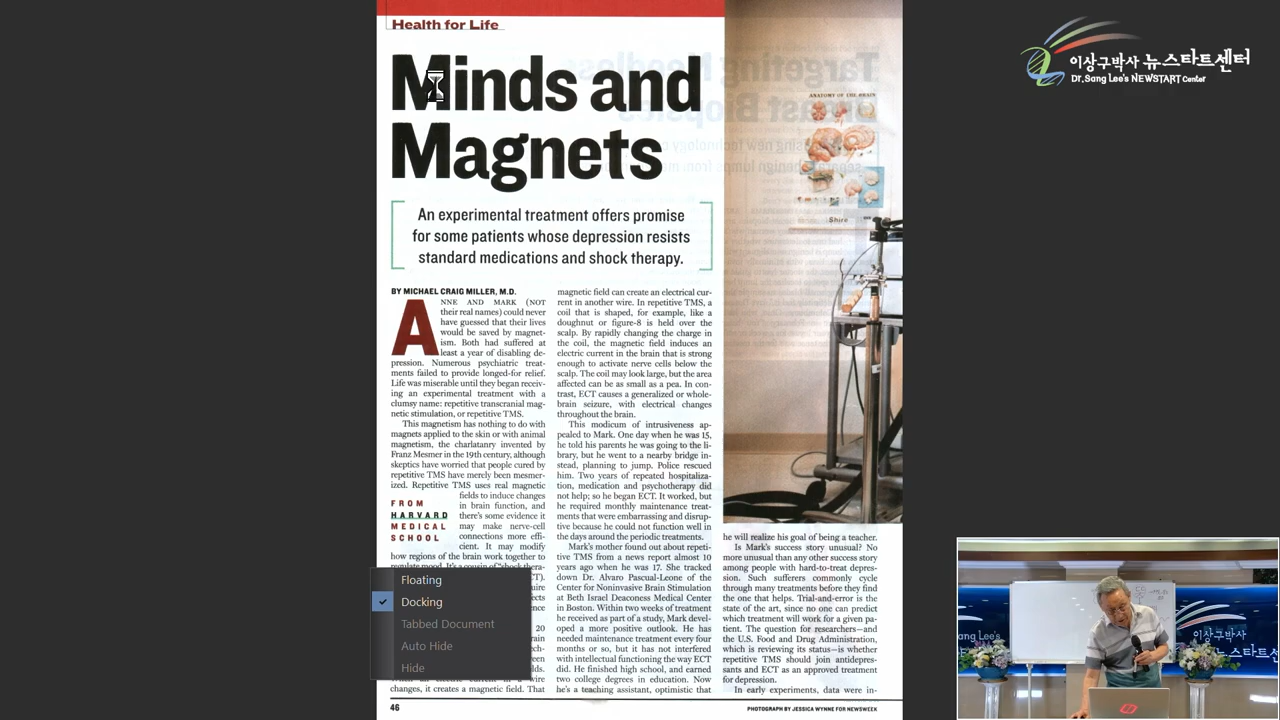 Health for Life
Minds and
Magnets
An experimental treatment offers promise
for some patients whose depression resists
standard medications and shock therapy.
BY MICHAEL CRAIG MILLER, M.D.
ANNE AND MARK (NOT
their real names) could never
have guessed that their lives
would be saved by magnet-
ism. Both had suffered at
least a year of disabling de-
pression. Numerous psychiatric treat-
ments failed to provide longed-for relief.
Life was miserable until they began receiv-
ing an experimental treatment with a
clumsy name: repetitive transcranial mag-
netic stimulation, or repetitive TMS.
This magnetism has nothing to do with
magnets applied to the skin or with animal
magnetism, the charlatanry invented by
Franz Mesmer in the 19th century, although
skeptics have worried that people cured by
repetitive TMS have merely been mesmer-
ized. Repetitive TMS uses real magnetic
fields to induce changes
in brain function, and
there's some evidence it
may make nerve-cell
connections more effi-
cient. It may modify
FROM
HARVARD
MEDICAL
SCHOOL
how regions of the brain work together to
changes, it creates a magnetic field. That
magnetic field can create an electrical cur-
rent in another wire. In repetitive TMS, a
coil that is shaped, for example, like a
doughnut or figure-8 is held over the
scalp. By rapidly changing the charge in
the coil, the magnetic field induces an
electric current in the brain that is strong
enough to activate nerve cells below the
scalp. The coil may look large, but the area
affected can be as small as a pea. In con-
trast, ECT causes a generalized or whole-
brain seizure, with electrical changes
throughout the brain.
This modicum of intrusiveness ap-
pealed to Mark. One day when he was 15,
he told his parents he was going to the li-
brary, but he went to a nearby bridge in-
stead, planning to jump. Police rescued
him. Two years of repeated hospitaliza-
tion, medication and psychotherapy did
not help; so he began ECT. It worked, but
he required monthly maintenance treat-
ments that were embarrassing and disrup-
tive because he could not function well in
the days around the periodic treatments.
Mark's mother found out about repeti-
tive TMS from a news report almost 10
years ago when he was 17. She tracked
down Dr. Alvaro Pascual-Leone of the
Center for Noninvasive Brain Stimulation
at Beth Israel Deaconess Medical Center
in Boston. Within two weeks of treatment
he received as part of a study, Mark devel-
oped a more positive outlook. He has
needed maintenance treatment every four
months or so, but it has not interfered
with intellectual functioning the way ECT
did. He finished high school, and earned
two college degrees in education. Now
he's a teaching assistant, optimistic that
he will realize his goal of being a teacher.
Is Mark's success story unusual? No
more unusual than any other success story
among people with hard-to-treat depres-
sion. Such sufferers commonly cycle
through many treatments before they find
the one that helps. Trial-and-error is the
state of the art, since no one can predict
which treatment will work for a given pa-
tient. The question for researchers—and
the U.S. Food and Drug Administration,
which is reviewing its status—is whether
repetitive TMS should join antidepres-
sants and ECT as an approved treatment
for depression.
In early experiments, data were in-
46
PHOTOGRAPH BY JESSICA WYNNE FOR NEWSWEEK
ANATOMY OF THE BRAIN
Shire
Floating
Docking
Tabbed Document
Auto Hide
Hide
이상구박사 뉴스타트센터
Dr. Sang Lee's NEWSTART Center
ang Lee's
이상구박사
뉴스타트